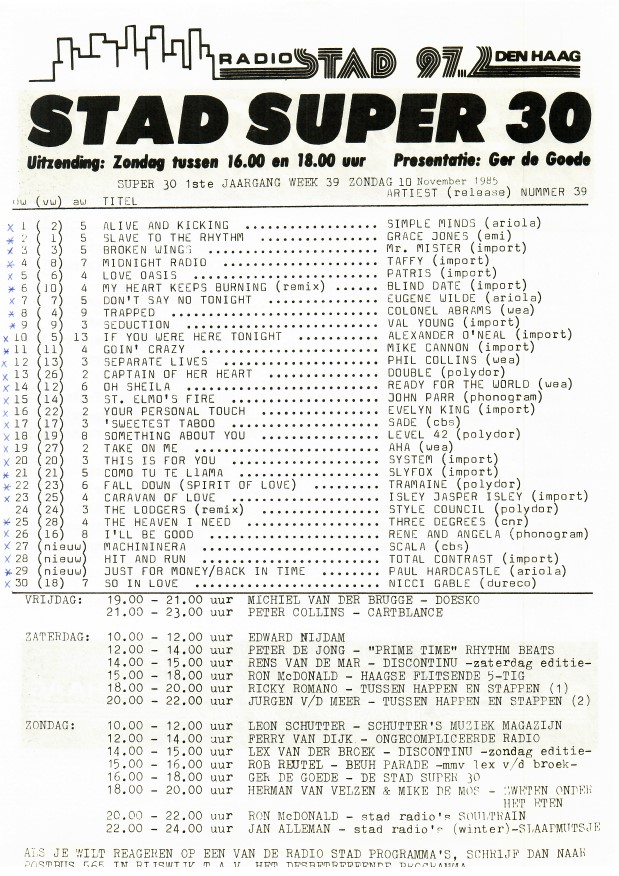 RADIO STAD 97.2 DEN HAAG
STAD SUPER 30
Uitzending: Zondag tussen 16.00 en 18.00 uur Presentatie: Ger de Goede
SUPER 30 1ste JAARGANG WEEK 39 ZONDAG 10 November 1985
ARTIEST (release) NUMMER 39
(vw) aw TITEL
x 1 ( 2) 5 ALIVE AND KICKING .................. SIMPLE MINDS (ariola)
* 2 ( 1) 5 SLAVE TO THE RHYTHM ................ GRACE JONES (emi)
x 3 ( 3) 5 BROKEN WINGS ....................... Mr. MISTER (import)
* 4 ( 8) 7 MIDNIGHT RADIO ..................... TAFFY (import)
x 5 ( 6) 4 LOVE OASIS ......................... PATRIS (import)
* 6 (10) 4 MY HEART KEEPS BURNING (remix) ..... BLIND DATE (import)
x 7 ( 7) 5 DON'T SAY NO TONIGHT ............... EUGENE WILDE (ariola)
* 8 ( 4) 9 TRAPPED ............................ COLONEL ABRAMS (wea)
* 9 ( 9) 3 SEDUCTION .......................... VAL YOUNG (import)
x 10 ( 5) 13 IF YOU WERE HERE TONIGHT .......... ALEXANDER O'NEAL (import)
* 11 (11) 4 GOIN' CRAZY ........................ MIKE CANNON (import)
x 12 (13) 3 SEPARATE LIVES ..................... PHIL COLLINS (wea)
x 13 (26) 2 CAPTAIN OF HER HEART ............... DOUBLE (polydor)
x 14 (12) 6 OH SHEILA .......................... READY FOR THE WORLD (wea)
x 15 (14) 3 ST. ELMO'S FIRE .................... JOHN PARR (phonogram)
x 16 (22) 2 YOUR PERSONAL TOUCH ................ EVELYN KING (import)
x 17 (17) 3 'SWEETEST TABOO .................... SADE (cbs)
x 18 (19) 8 SOMETHING ABOUT YOU ................ LEVEL 42 (polydor)
x 19 (27) 2 TAKE ON ME ......................... AHA (wea)
x 20 (20) 3 THIS IS FOR YOU .................... SYSTEM (import)
* 21 (21) 5 COMO TU TE LLAMA ................... SLYFOX (import)
* 22 (23) 6 FALL DOWN (SPIRIT OF LOVE) ......... TRAMAINE (polydor)
x 23 (25) 4 CARAVAN OF LOVE .................... ISLEY JASPER ISLEY (import)
24 (24) 3 THE LODGERS (remix) ................ STYLE COUNCIL (polydor)
* 25 (28) 4 THE HEAVEN I NEED .................. THREE DEGREES (cnr)
x 26 (16) 8 I'LL BE GOOD ....................... RENE AND ANGELA (phonogram)
x 27 (nieuw) MACHININERA ........................ SCALA (cbs)
x 28 (nieuw) HIT AND RUN ........................ TOTAL CONTRAST (import)
* 29 (nieuw) JUST FOR MONEY/BACK IN TIME ........ PAUL HARDCASTLE (ariola)
x 30 (18) 7 SO IN LOVE ......................... NICCI GABLE (dureco)
VRIJDAG: 19.00 - 21.00 uur MICHIEL VAN DER BRUGGE - DOESKO
21.00 - 23.00 uur PETER COLLINS - CARTBLANCE
ZATERDAG: 10.00 - 12.00 uur EDWARD NIJDAM
12.00 - 14.00 uur PETER DE JONG - "PRIME TIME" RHYTHM BEATS
14.00 - 15.00 uur RENS VAN DE MAR - DISCONTINU -zaterdag editie-
15.00 - 18.00 uur RON McDONALD - HAAGSE FLITSENDE 5-TIG
18.00 - 20.00 uur RICKY ROMANO - TUSSEN HAPPEN EN STAPPEN (1)
20.00 - 22.00 uur JURGEN V/D MEER - TUSSEN HAPPEN EN STAPPEN (2)
ZONDAG: 10.00 - 12.00 uur LEON SCHUTTER - SCHUTTER'S MUZIEK MAGAZIJN
12.00 - 14.00 uur FERRY VAN DIJK - ONGECOMPLICEERDE RADIO
14.00 - 15.00 uur LEX VAN DER BROEK - DISCONTINU -zondag editie-
15.00 - 16.00 uur ROB REUTEL - BEUH PARADE -mmv lex v/d broek-
16.00 - 18.00 uur GER DE GOEDE - DE STAD SUPER 30
18.00 - 20.00 uur HERMAN VAN VELZEN & MIKE DE MOS - ZWETEN ONDER
HET ETEN
20.00 - 22.00 uur RON McDONALD - stad radio's SOULTRAIN
22.00 - 24.00 uur JAN ALLEMAN - stad radio's (winter)-SLAAPMUTSJE
ALS JE WILT REAGEREN OP EEN VAN DE RADIO STAD PROGRAMMA'S, SCHRIJF DAN NAAR
POSTBUS 565 IN RIJSWIJK T.A.V. HET DESBETREFFENDE PROGRAMMA